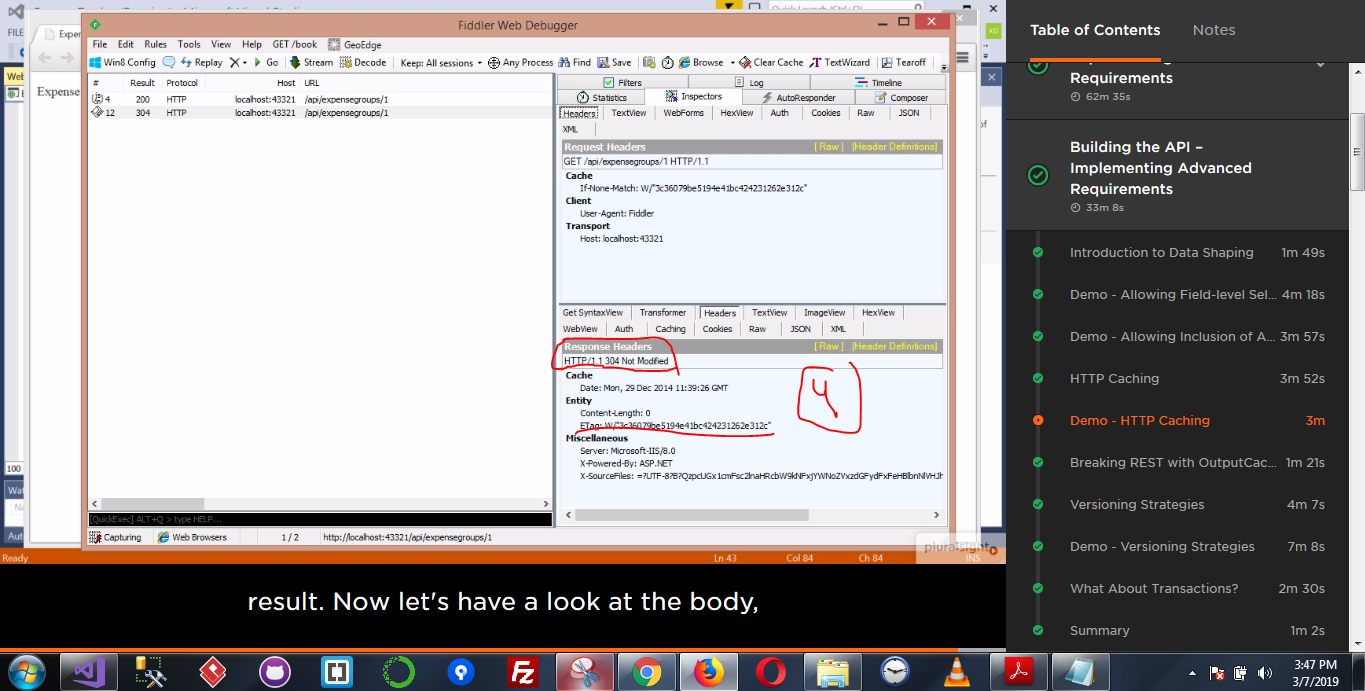 Quick Launch (Ctrl+Q)
FILE
Fiddler Web Debugger
KD
File Edit Rules Tools View Help GET /book GeoEdge
Win8 Config Replay Go Stream Decode Keep: All sessions Any Process Find Save Browse Clear Cache TextWizard Tearoff
Web
Expense
# Result Protocol Host URL
4 200 HTTP localhost:43321 /api/expensegroups/1
12 304 HTTP localhost:43321 /api/expensegroups/1
Filters Log Timeline
Statistics Inspectors AutoResponder Composer
Headers TextView WebForms HexView Auth Cookies Raw JSON
XML
Request Headers [ Raw ] [Header Definitions]
GET /api/expensegroups/1 HTTP/1.1
Cache
If-None-Match: W/"3c36079be5194e41bc424231262e312c"
Client
User-Agent: Fiddler
Transport
Host: localhost:43321
Get SyntaxView Transformer Headers TextView ImageView HexView
WebView Auth Caching Cookies Raw JSON XML
Response Headers [ Raw ] [Header Definitions]
HTTP/1.1 304 Not Modified
Cache
Date: Mon, 29 Dec 2014 11:39:26 GMT
Entity
Content-Length: 0
ETag: W/"3c36079be5194e41bc424231262e312c"
Miscellaneous
Server: Microsoft-IIS/8.0
X-Powered-By: ASP.NET
4
100
Aut
[QuickExec] ALT+Q > type HELP...
Capturing Web Browsers 1 / 2 http://localhost:43321/api/expensegroups/1
pluralsight
Ready Ln 43 Col 84 Ch 84 INS
result. Now let's have a look at the body,
Table of Contents Notes
Requirements
62m 35s
Building the API –
Implementing Advanced
Requirements
33m 8s
Introduction to Data Shaping 1m 49s
Demo - Allowing Field-level Sel... 4m 18s
Demo - Allowing Inclusion of A... 3m 57s
HTTP Caching 3m 52s
Demo - HTTP Caching 3m
Breaking REST with OutputCac... 1m 21s
Versioning Strategies 4m 7s
Demo - Versioning Strategies 7m 8s
What About Transactions? 2m 30s
Summary 1m 2s
3:47 PM
3/7/2019